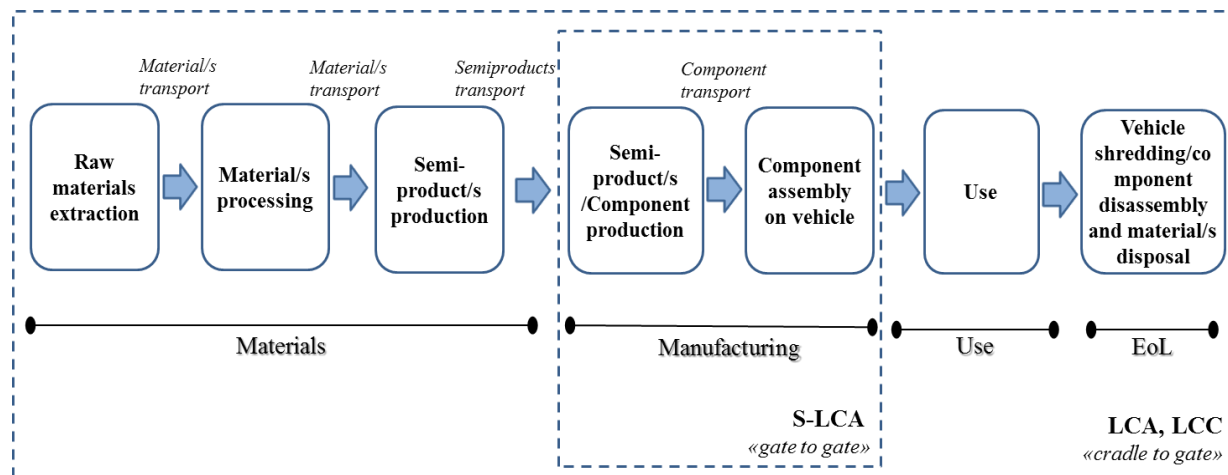 Material/s
transport
Material/s
transport
Semiproducts
transport
Component
transport
Raw
materials
extraction
Material/s
processing
Semi-
product/s
production
Semi-
product/s
/Component
production
Component
assembly
on vehicle
Use
Vehicle
shredding/co
mponent
disassembly
and material/s
disposal
Materials
Manufacturing
Use
EoL
S-LCA
«gate to gate»
LCA, LCC
«cradle to gate»